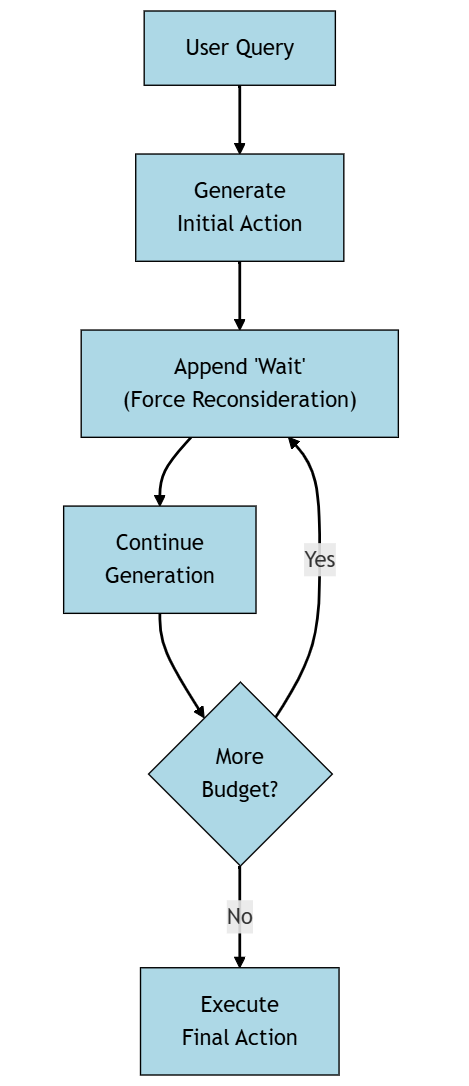 User Query
Generate
Initial Action
Append 'Wait'
(Force Reconsideration)
Continue
Generation
Yes
More
Budget?
No
Execute
Final Action